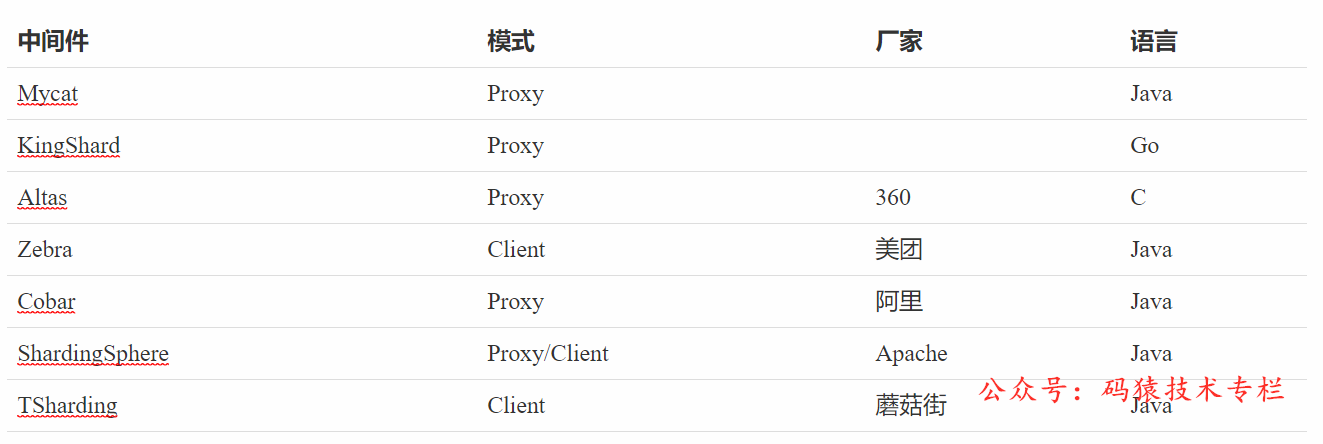 中间件 模式 厂家 语言
Mycat Proxy Java
KingShard Proxy Go
Altas Proxy 360 C
Zebra Client 美团 Java
Cobar Proxy 阿里 Java
ShardingSphere Proxy/Client Apache Java
TSharding Client 蘑菇街 Java
公众号：码猿技术专栏